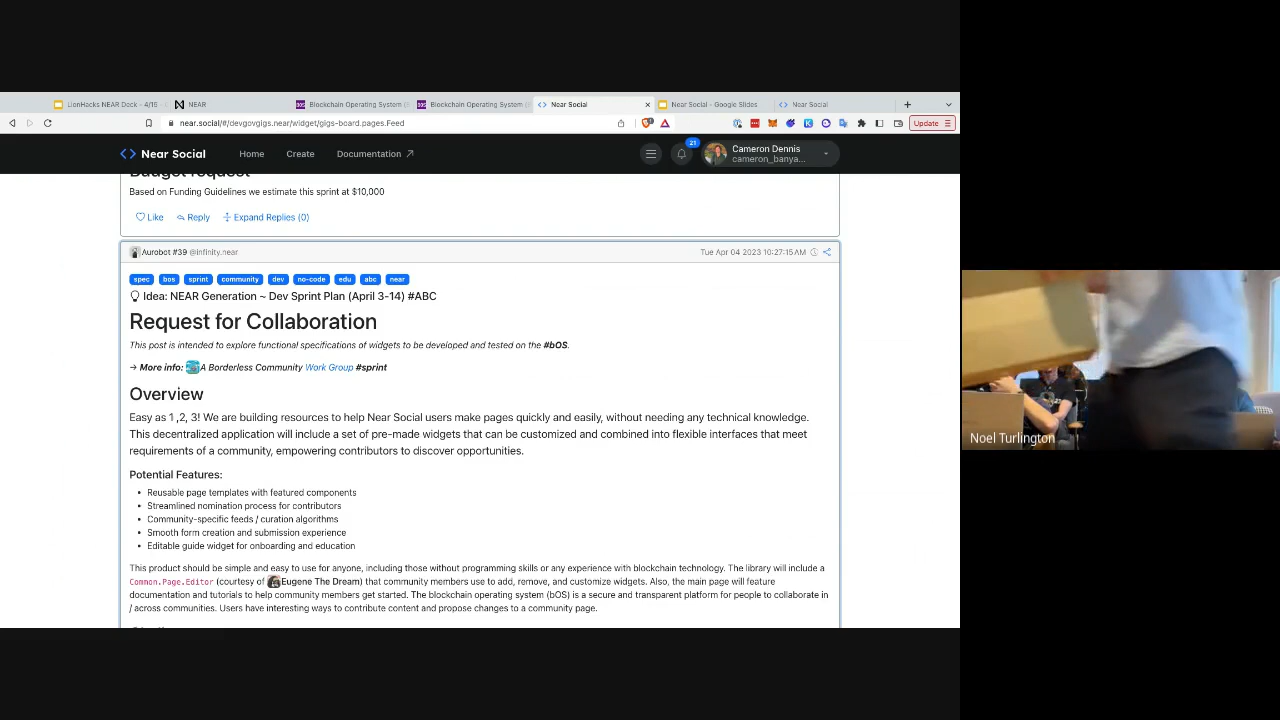 LionHacks NEAR Deck - 4/15 -
NEAR
Blockchain Operating System (
Blockchain Operating System (
Near Social
Near Social - Google Slides
Near Social
near.social/#/devgovgigs.near/widget/gigs-board.pages.Feed
Update
Near Social
Home
Create
Documentation
21
Cameron Dennis
cameron_banya...
Budget request
Based on Funding Guidelines we estimate this sprint at $10,000
Like
Reply
Expand Replies (0)
Aurobot #39 @infinity.near
Tue Apr 04 2023 10:27:15 AM
spec bos sprint community dev no-code edu abc near
Idea: NEAR Generation ~ Dev Sprint Plan (April 3-14) #ABC
Request for Collaboration
This post is intended to explore functional specifications of widgets to be developed and tested on the #bOS.
→ More info: A Borderless Community Work Group #sprint
Overview
Easy as 1 ,2, 3! We are building resources to help Near Social users make pages quickly and easily, without needing any technical knowledge.
This decentralized application will include a set of pre-made widgets that can be customized and combined into flexible interfaces that meet
requirements of a community, empowering contributors to discover opportunities.
Potential Features:
• Reusable page templates with featured components
• Streamlined nomination process for contributors
• Community-specific feeds / curation algorithms
• Smooth form creation and submission experience
• Editable guide widget for onboarding and education
This product should be simple and easy to use for anyone, including those without programming skills or any experience with blockchain technology. The library will include a
Common.Page.Editor (courtesy of Eugene The Dream) that community members use to add, remove, and customize widgets. Also, the main page will feature
documentation and tutorials to help community members get started. The blockchain operating system (bOS) is a secure and transparent platform for people to collaborate in
/ across communities. Users have interesting ways to contribute content and propose changes to a community page.
Noel Turlington